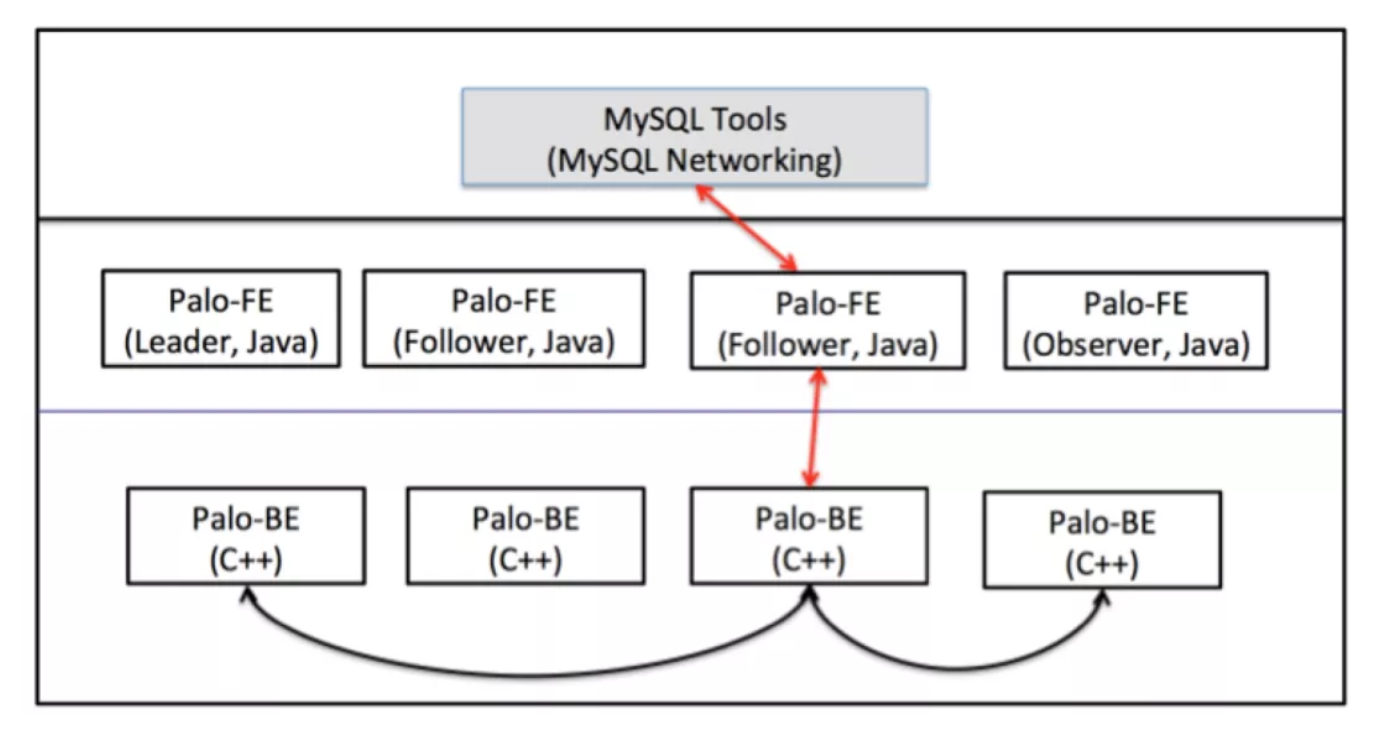 MySQL Tools
(MySQL Networking)
Palo-FE
(Leader, Java)
Palo-FE
(Follower, Java)
Palo-FE
(Follower, Java)
Palo-FE
(Observer, Java)
Palo-BE
(C++)
Palo-BE
(C++)
Palo-BE
(C++)
Palo-BE
(C++)